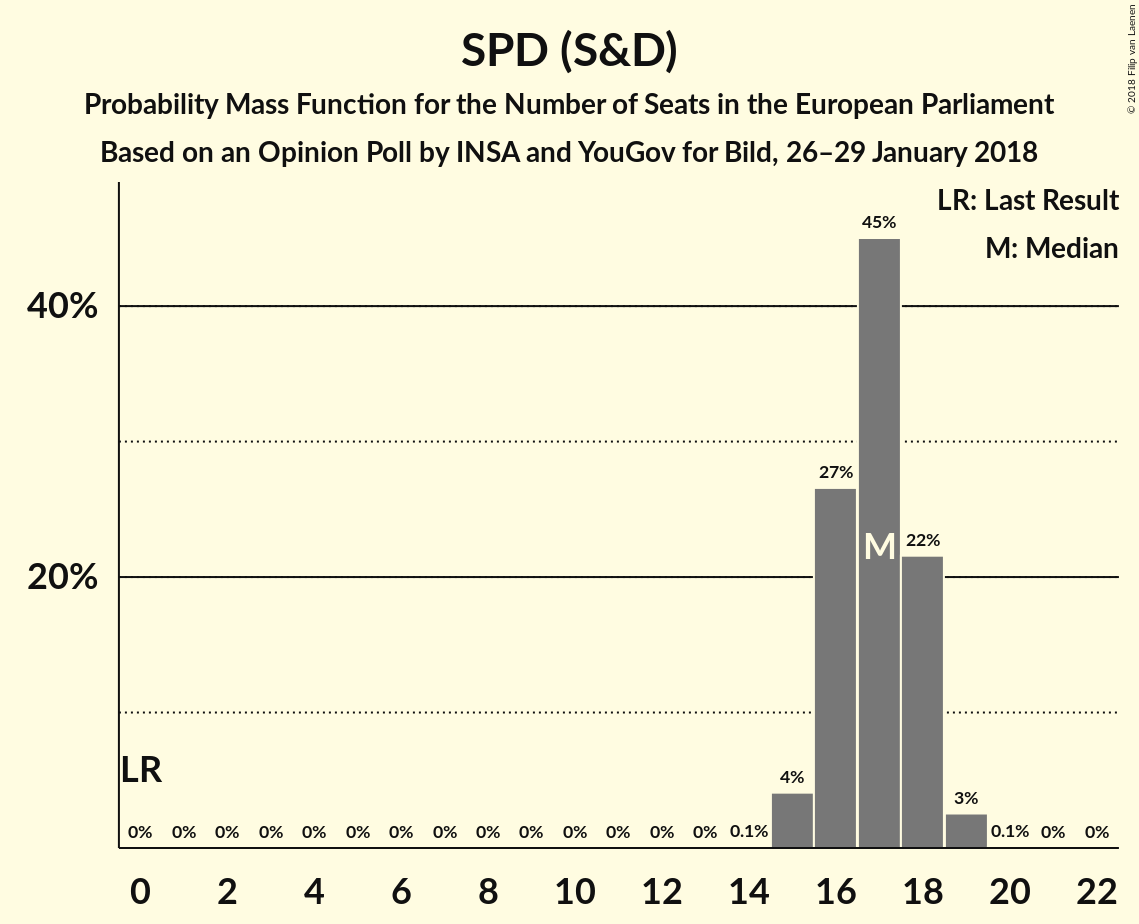 SPD (S&D)
Probability Mass Function for the Number of Seats in the European Parliament
Based on an Opinion Poll by INSA and YouGov for Bild, 26–29 January 2018
© 2018 Filip van Laenen
LR: Last Result
M: Median
45%
40%
27%
M
22%
20%
LR
4%
3%
0% 0% 0% 0% 0% 0% 0% 0% 0% 0% 0% 0% 0% 0% 0.1% 0.1% 0% 0%
0 2 4 6 8 10 12 14 16 18 20 22